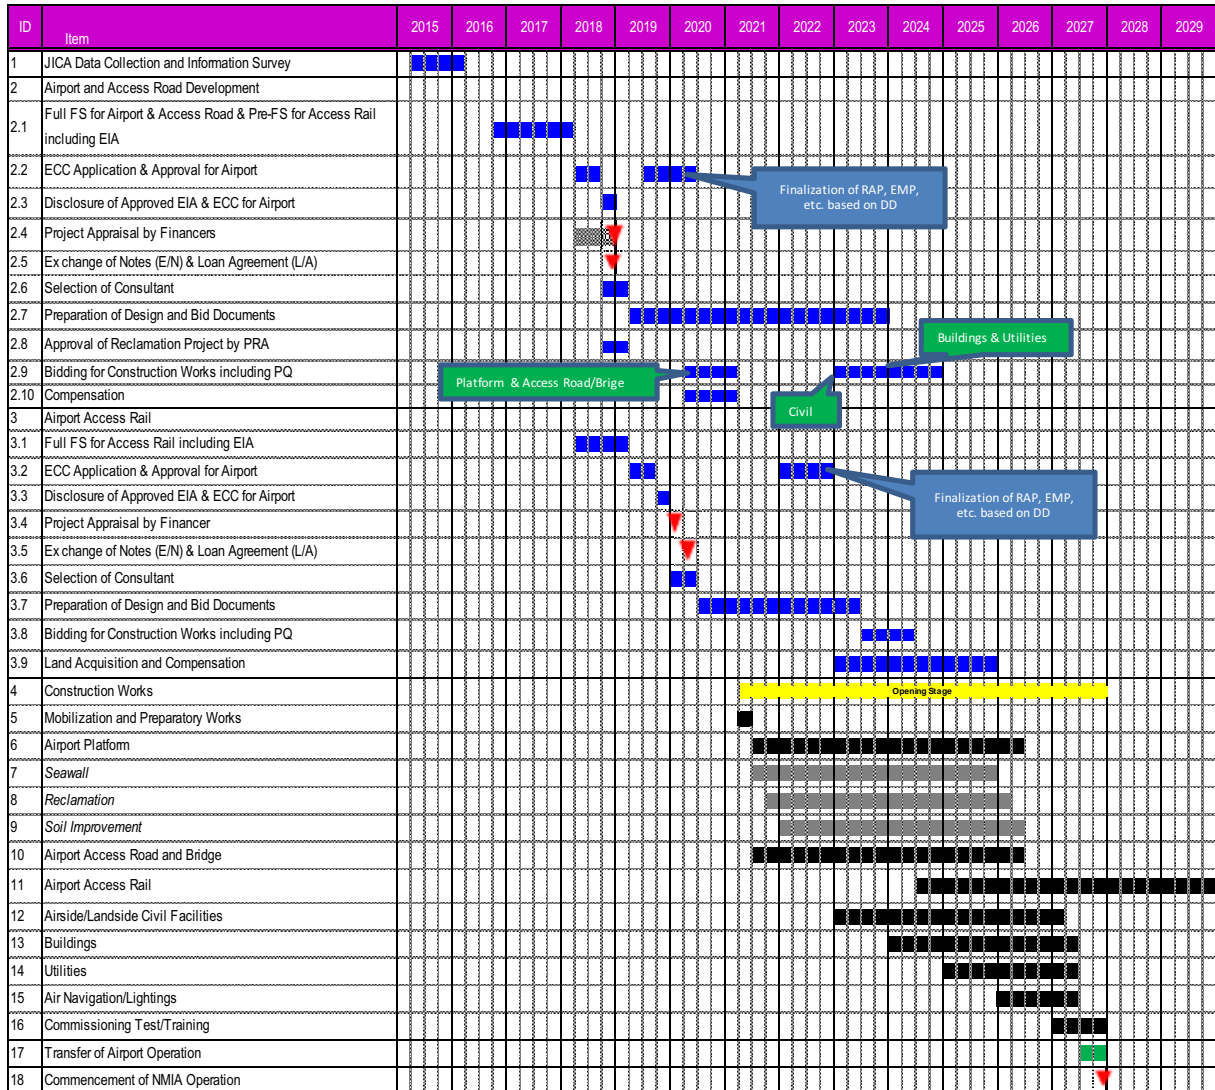 ID Item 2015 2016 2017 2018 2019 2020 2021 2022 2023 2024 2025 2026 2027 2028 2029
1 JICA Data Collection and Information Survey
2 Airport and Access Road Development
2.1 Full FS for Airport & Access Road & Pre-FS for Access Rail
including EIA
2.2 ECC Application & Approval for Airport
Finalization of RAP, EMP,
etc. based on DD
2.3 Disclosure of Approved EIA & ECC for Airport
2.4 Project Appraisal by Financers
2.5 Ex change of Notes (E/N) & Loan Agreement (L/A)
2.6 Selection of Consultant
2.7 Preparation of Design and Bid Documents
Buildings & Utilities
2.8 Approval of Reclamation Project by PRA
2.9 Bidding for Construction Works including PQ
Platform & Access Road/Brige
2.10 Compensation
Civil
3 Airport Access Rail
3.1 Full FS for Access Rail including EIA
3.2 ECC Application & Approval for Airport
3.3 Disclosure of Approved EIA & ECC for Airport
Finalization of RAP, EMP,
etc. based on DD
3.4 Project Appraisal by Financer
3.5 Ex change of Notes (E/N) & Loan Agreement (L/A)
3.6 Selection of Consultant
3.7 Preparation of Design and Bid Documents
3.8 Bidding for Construction Works including PQ
3.9 Land Acquisition and Compensation
4 Construction Works Opening Stage
5 Mobilization and Preparatory Works
6 Airport Platform
7 Seawall
8 Reclamation
9 Soil Improvement
10 Airport Access Road and Bridge
11 Airport Access Rail
12 Airside/Landside Civil Facilities
13 Buildings
14 Utilities
15 Air Navigation/Lightings
16 Commissioning Test/Training
17 Transfer of Airport Operation
18 Commencement of NMIA Operation